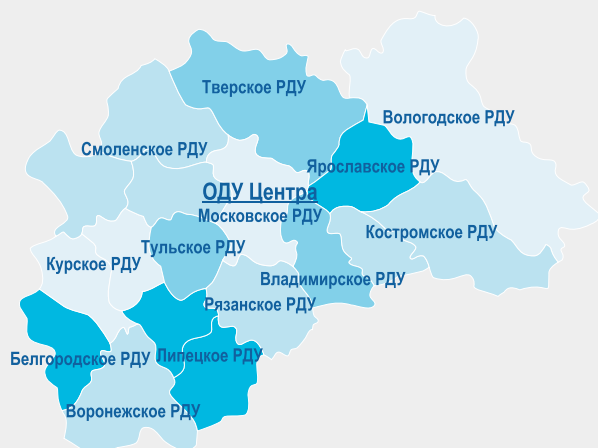 Тверское РДУ
Вологодское РДУ
Смоленское РДУ
Ярославское РДУ
ОДУ Центра
Московское РДУ
Костромское РДУ
Тульское РДУ
Курское РДУ
Владимирское РДУ
Рязанское РДУ
Белгородское РДУ
Липецкое РДУ
Воронежское РДУ